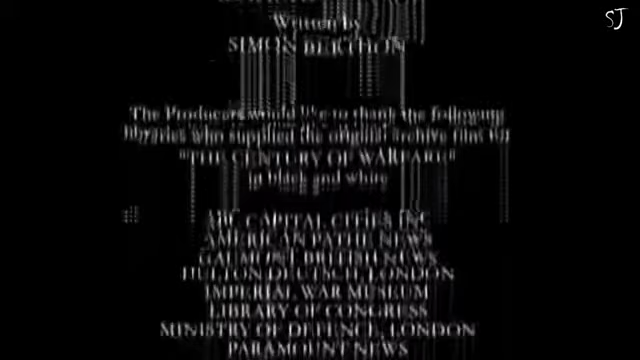 SJ
Written by
SIMON BERTHON
The Producers would like to thank the following
libraries who supplied the original archive film for
"THE CENTURY OF WARFARE"
in black and white
ABC CAPITAL CITIES INC
AMERICAN PATHE NEWS
GAUMONT BRITISH NEWS
HULTON DEUTSCH, LONDON
IMPERIAL WAR MUSEUM
LIBRARY OF CONGRESS
MINISTRY OF DEFENCE, LONDON
PARAMOUNT NEWS